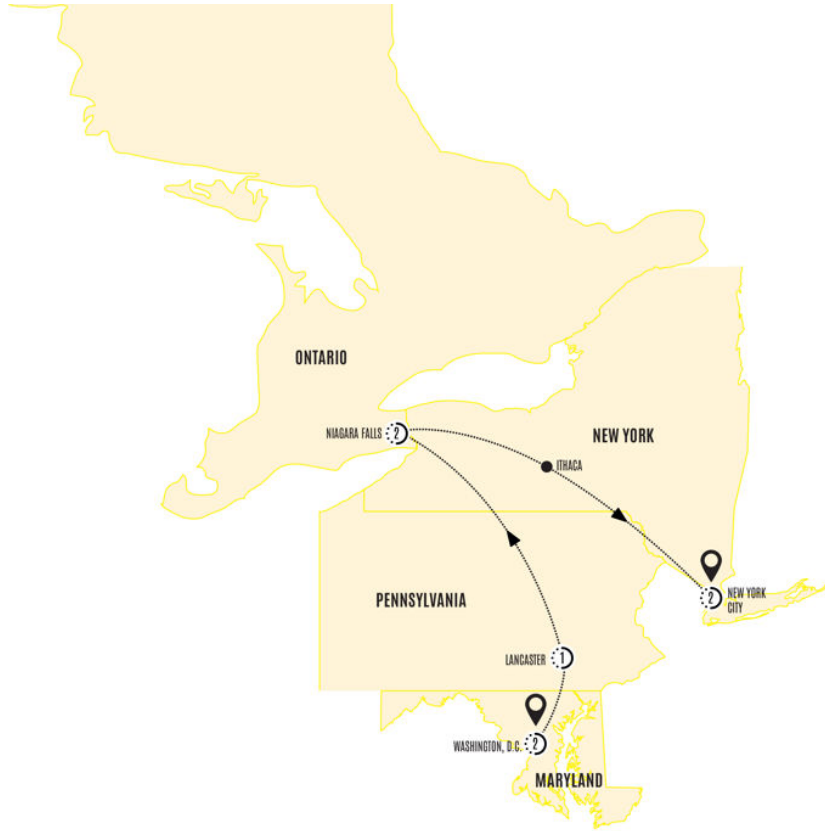 ONTARIO
NIAGARA FALLS
2
NEW YORK
ITHACA
PENNSYLVANIA
2
NEW YORK
CITY
LANCASTER
1
WASHINGTON, D.C.
2
MARYLAND